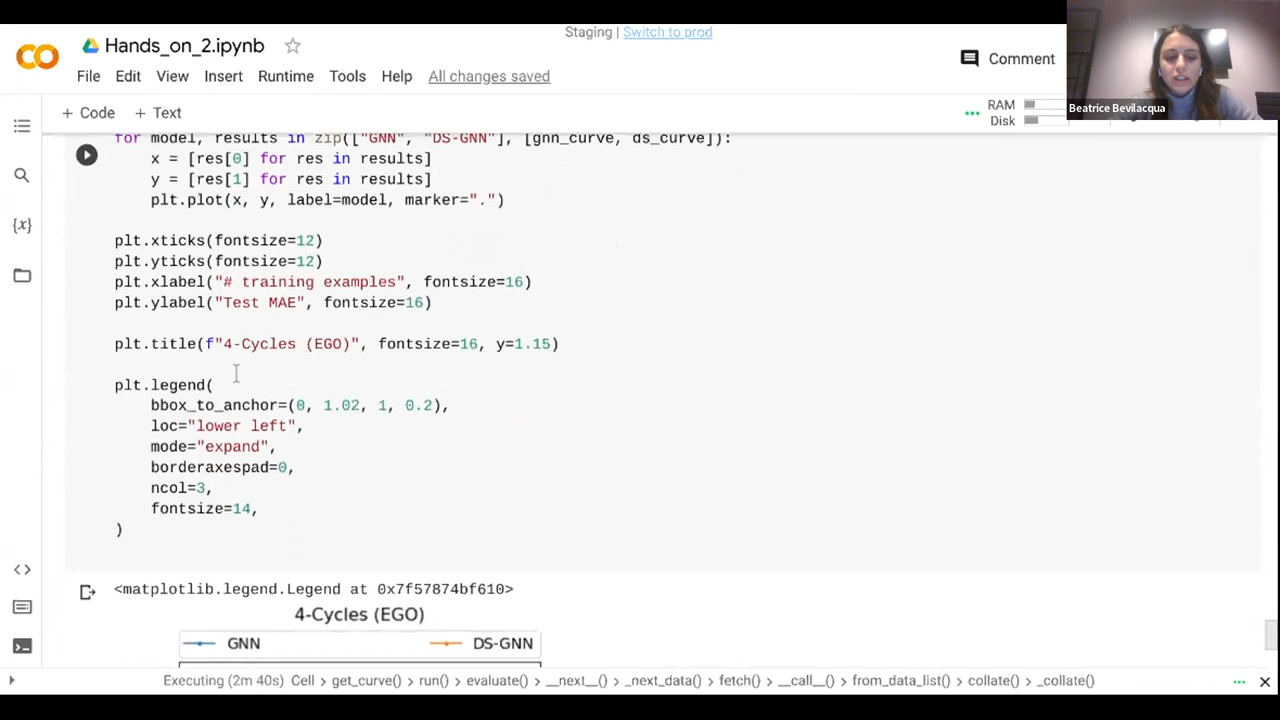 Staging | Switch to prod
Hands_on_2.ipynb
Comment
File Edit View Insert Runtime Tools Help All changes saved
+ Code + Text
RAM
Disk
Beatrice Bevilacqua
for model, results in zip(["GNN", "DS-GNN"], [gnn_curve, ds_curve]):
x = [res[0] for res in results]
y = [res[1] for res in results]
plt.plot(x, y, label=model, marker=".")
{x}
plt.xticks(fontsize=12)
plt.yticks(fontsize=12)
plt.xlabel("# training examples", fontsize=16)
plt.ylabel("Test MAE", fontsize=16)
plt.title(f"4-Cycles (EGO)", fontsize=16, y=1.15)
plt.legend(
bbox_to_anchor=(0, 1.02, 1, 0.2),
loc="lower left",
mode="expand",
borderaxespad=0,
ncol=3,
fontsize=14,
)
<matplotlib.legend.Legend at 0x7f57874bf610>
4-Cycles (EGO)
GNN DS-GNN
Executing (2m 40s) Cell > get_curve() > run() > evaluate() > __next__() > _next_data() > fetch() > __call__() > from_data_list() > collate() > _collate()